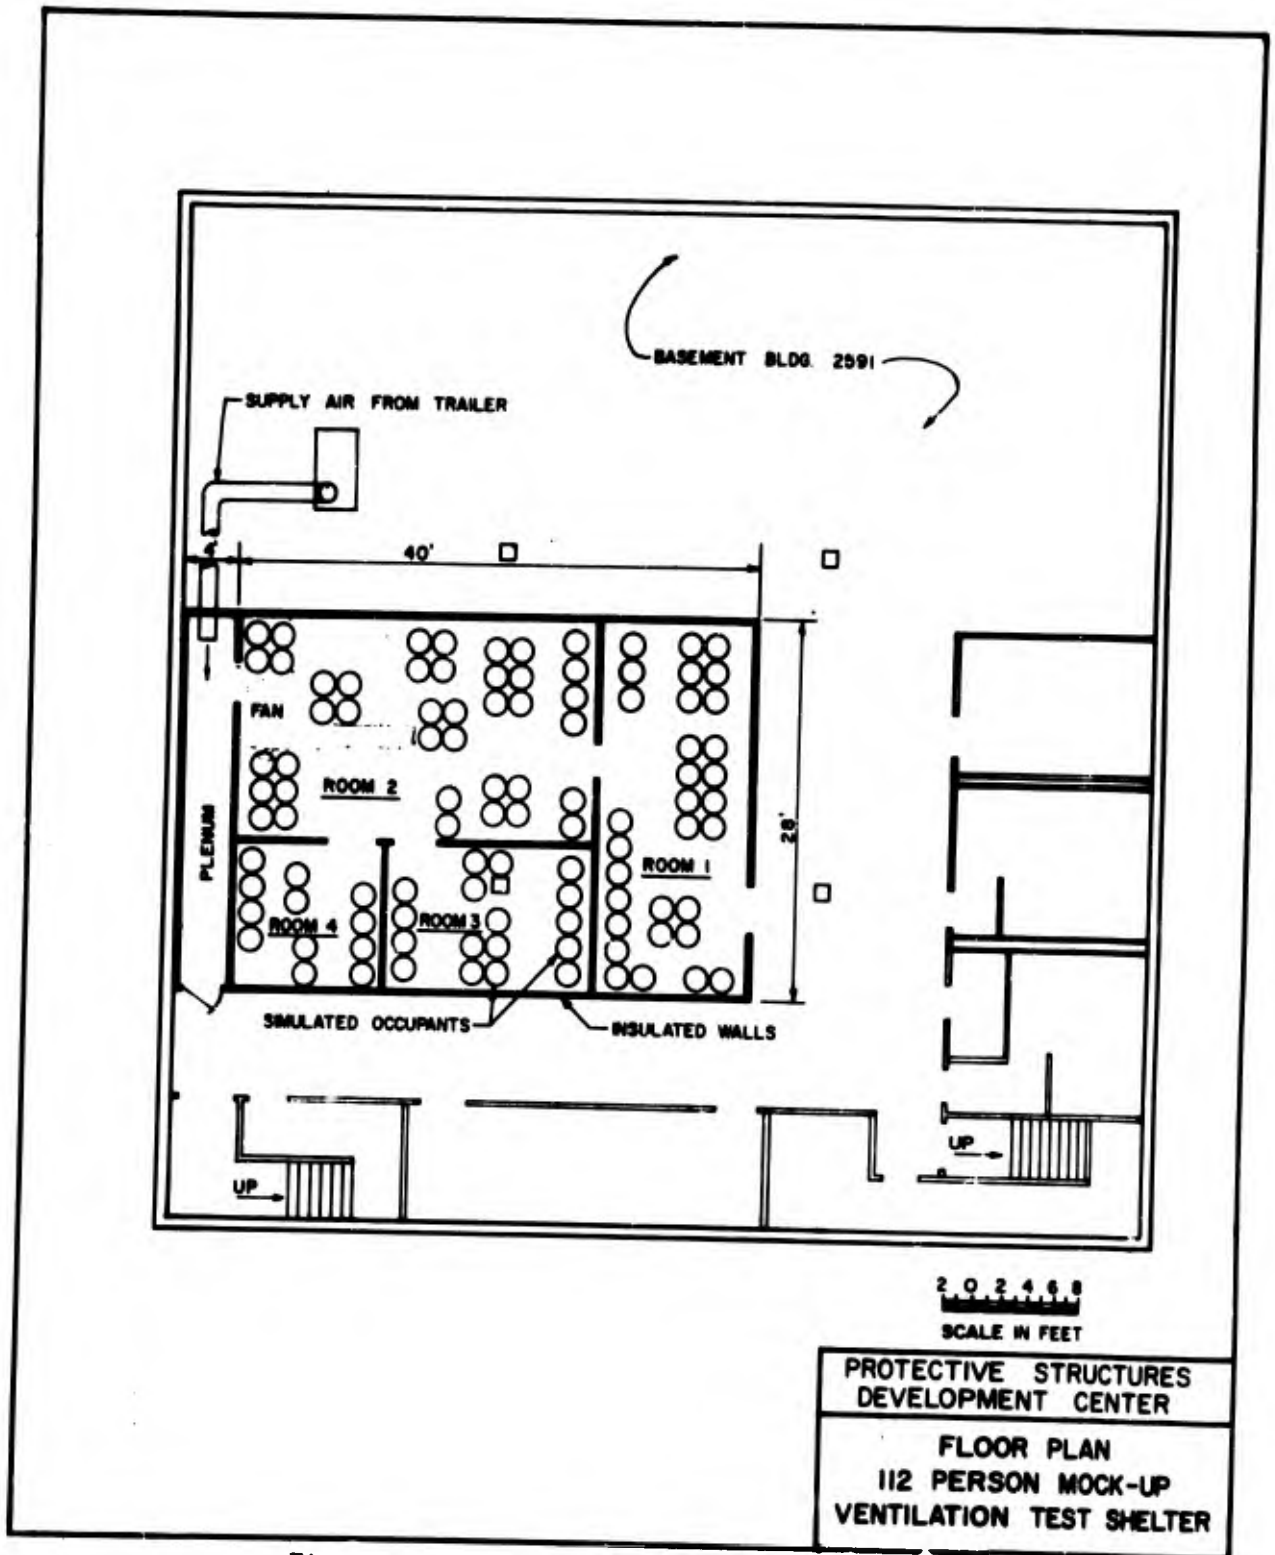 BASEMENT BLDG. 2591
SUPPLY AIR FROM TRAILER
4'
40'
FAN
ROOM 2
PLENUM
28'
ROOM 1
ROOM 4
ROOM 3
SIMULATED OCCUPANTS
INSULATED WALLS
UP
UP
2 0 2 4 6 8
SCALE IN FEET
PROTECTIVE STRUCTURES
DEVELOPMENT CENTER
FLOOR PLAN
112 PERSON MOCK-UP
VENTILATION TEST SHELTER